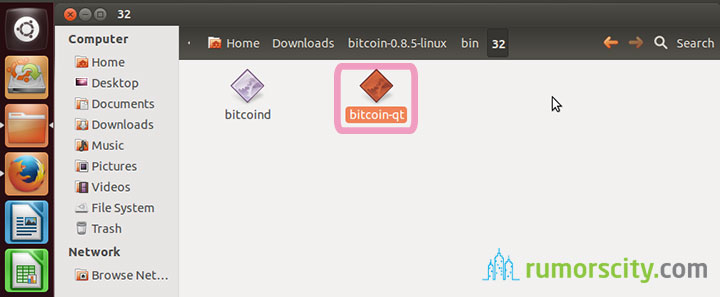 32
Computer
Home
Desktop
Documents
Downloads
Music
Pictures
Videos
File System
Trash
Network
Browse Net...
Home Downloads bitcoin-0.8.5-linux bin 32 Search
bitcoind bitcoin-qt
rumorscity.com